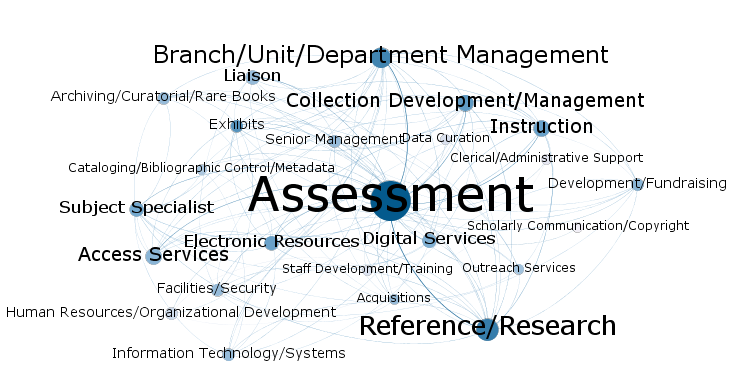 Branch/Unit/Department Management
Liaison
Archiving/Curatorial/Rare Books
Collection Development/Management
Exhibits
Instruction
Senior Management
Data Curation
Clerical/Administrative Support
Cataloging/Bibliographic Control/Metadata
Development/Fundraising
Assessment
Subject Specialist
Scholarly Communication/Copyright
Electronic Resources
Digital Services
Access Services
Staff Development/Training
Outreach Services
Facilities/Security
Acquisitions
Human Resources/Organizational Development
Reference/Research
Information Technology/Systems